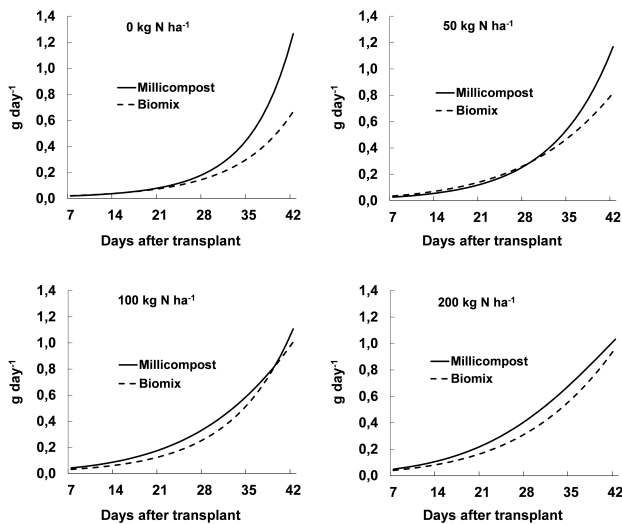 0 kg N ha-1
1,4
1,2
1,0
0,8
0,6
0,4
0,2
0,0
g day-1
Millicompost
Biomix
7 14 21 28 35 42
Days after transplant
50 kg N ha-1
1,4
1,2
1,0
0,8
0,6
0,4
0,2
0,0
g day-1
Millicompost
Biomix
7 14 21 28 35 42
Days after transplant
100 kg N ha-1
1,4
1,2
1,0
0,8
0,6
0,4
0,2
0,0
g day-1
Millicompost
Biomix
7 14 21 28 35 42
Days after transplant
200 kg N ha-1
1,4
1,2
1,0
0,8
0,6
0,4
0,2
0,0
g day-1
Millicompost
Biomix
7 14 21 28 35 42
Days after transplant